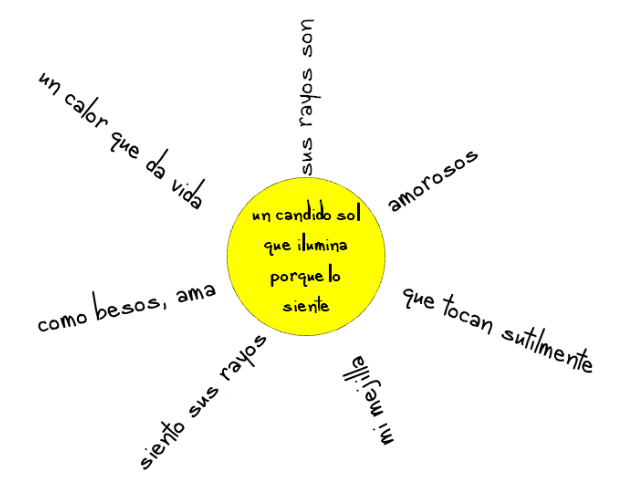 un candido sol
que ilumina
porque lo
siente
sus rayos son
amorosos
que tocan sutilmente
mi mejilla
siento sus rayos
como besos, ama
un calor que da vida